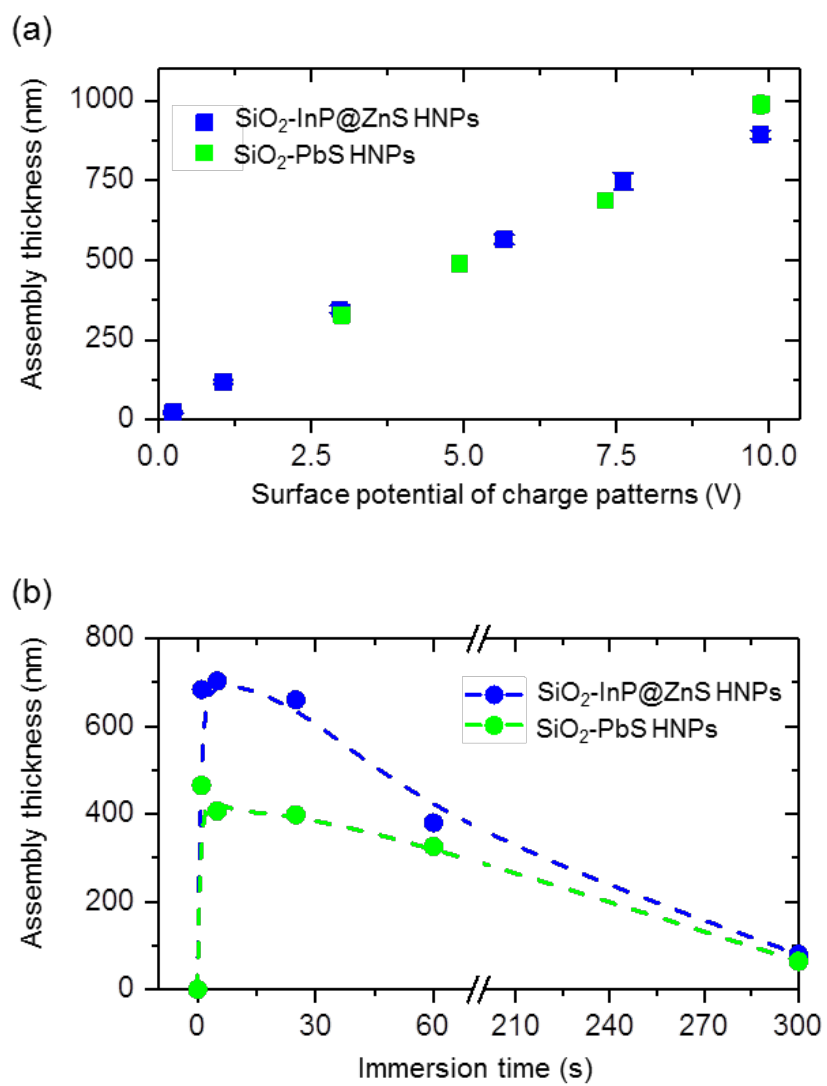 (a)
Assembly thickness (nm)
1000
750
500
250
0
SiO₂-InP@ZnS HNPs
SiO₂-PbS HNPs
0.0 2.5 5.0 7.5 10.0
Surface potential of charge patterns (V)
(b)
Assembly thickness (nm)
800
600
400
200
0
SiO₂-InP@ZnS HNPs
SiO₂-PbS HNPs
0 30 60 210 240 270 300
Immersion time (s)